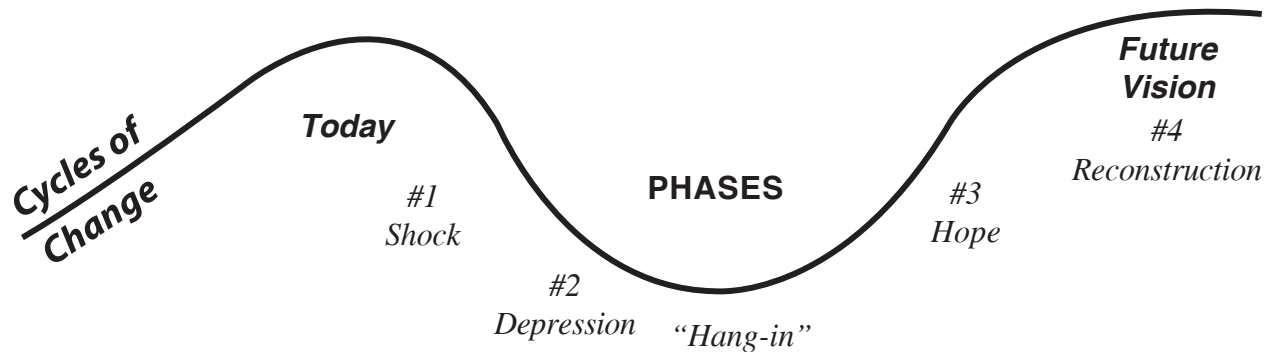 Cycles of
Change
Today
#1
Shock
#2
Depression
“Hang-in”
PHASES
#3
Hope
Future
Vision
#4
Reconstruction